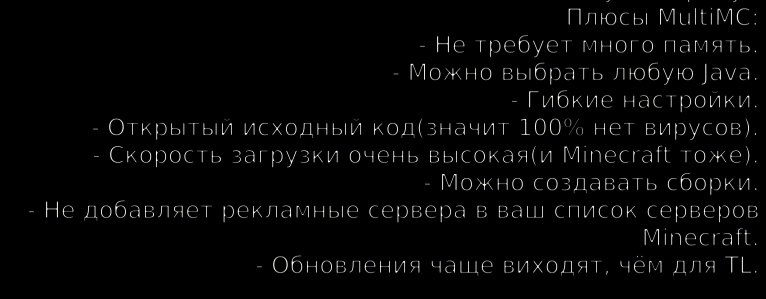 Плюсы MultiMC:
- Не требует много память.
- Можно выбрать любую Java.
- Гибкие настройки.
- Открытый исходный код(значит 100% нет вирусов).
- Скорость загрузки очень высокая(и Minecraft тоже).
- Можно создавать сборки.
- Не добавляет рекламные сервера в ваш список серверов
Minecraft.
- Обновления чаще виходят, чём для TL.